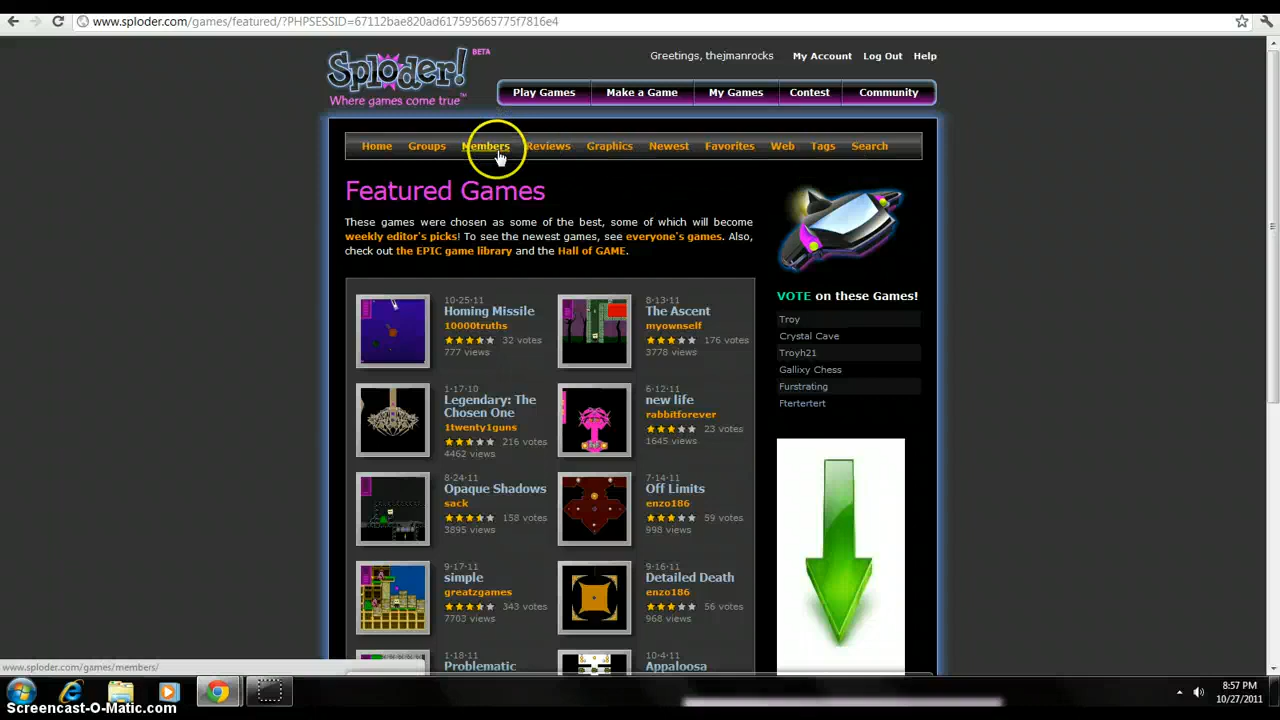 www.sploder.com/games/featured/?PHPSESSID=67112bae820ad617595665775f7816e4
Sploder! BETA
Where games come true™
Greetings, thejmanrocks My Account Log Out Help
Play Games Make a Game My Games Contest Community
Home Groups Members Reviews Graphics Newest Favorites Web Tags Search
Featured Games
These games were chosen as some of the best, some of which will become
weekly editor's picks! To see the newest games, see everyone's games. Also,
check out the EPIC game library and the Hall of GAME.
10-25-11
Homing Missile
10000truths
32 votes
777 views
8-13-11
The Ascent
myownself
176 votes
3778 views
1-17-10
Legendary: The
Chosen One
1twenty1guns
216 votes
4462 views
6-12-11
new life
rabbitforever
23 votes
1645 views
8-24-11
Opaque Shadows
sack
158 votes
3895 views
7-14-11
Off Limits
enzo186
59 votes
998 views
9-17-11
simple
greatzgames
343 votes
7703 views
9-16-11
Detailed Death
enzo186
56 votes
968 views
1-18-11
Problematic
10-4-11
Appaloosa
VOTE on these Games!
Troy
Crystal Cave
Troyh21
Gallixy Chess
Furstrating
Ftertertert
www.sploder.com/games/members/
8:57 PM
10/27/2011
Screencast-O-Matic.com